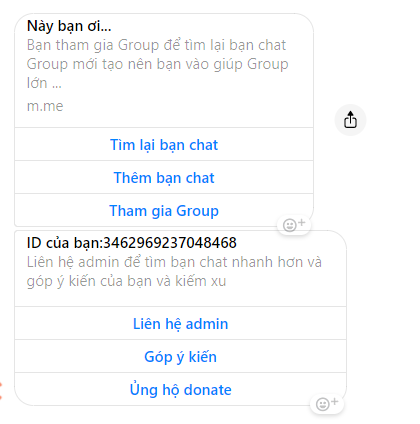 Này bạn ơi...
Bạn tham gia Group để tìm lại bạn chat
Group mới tạo nên bạn vào giúp Group
lớn ...
m.me
Tìm lại bạn chat
Thêm bạn chat
Tham gia Group
ID của bạn:3462969237048468
Liên hệ admin để tìm bạn chat nhanh hơn và
góp ý kiến của bạn và kiếm xu
Liên hệ admin
Góp ý kiến
Ủng hộ donate